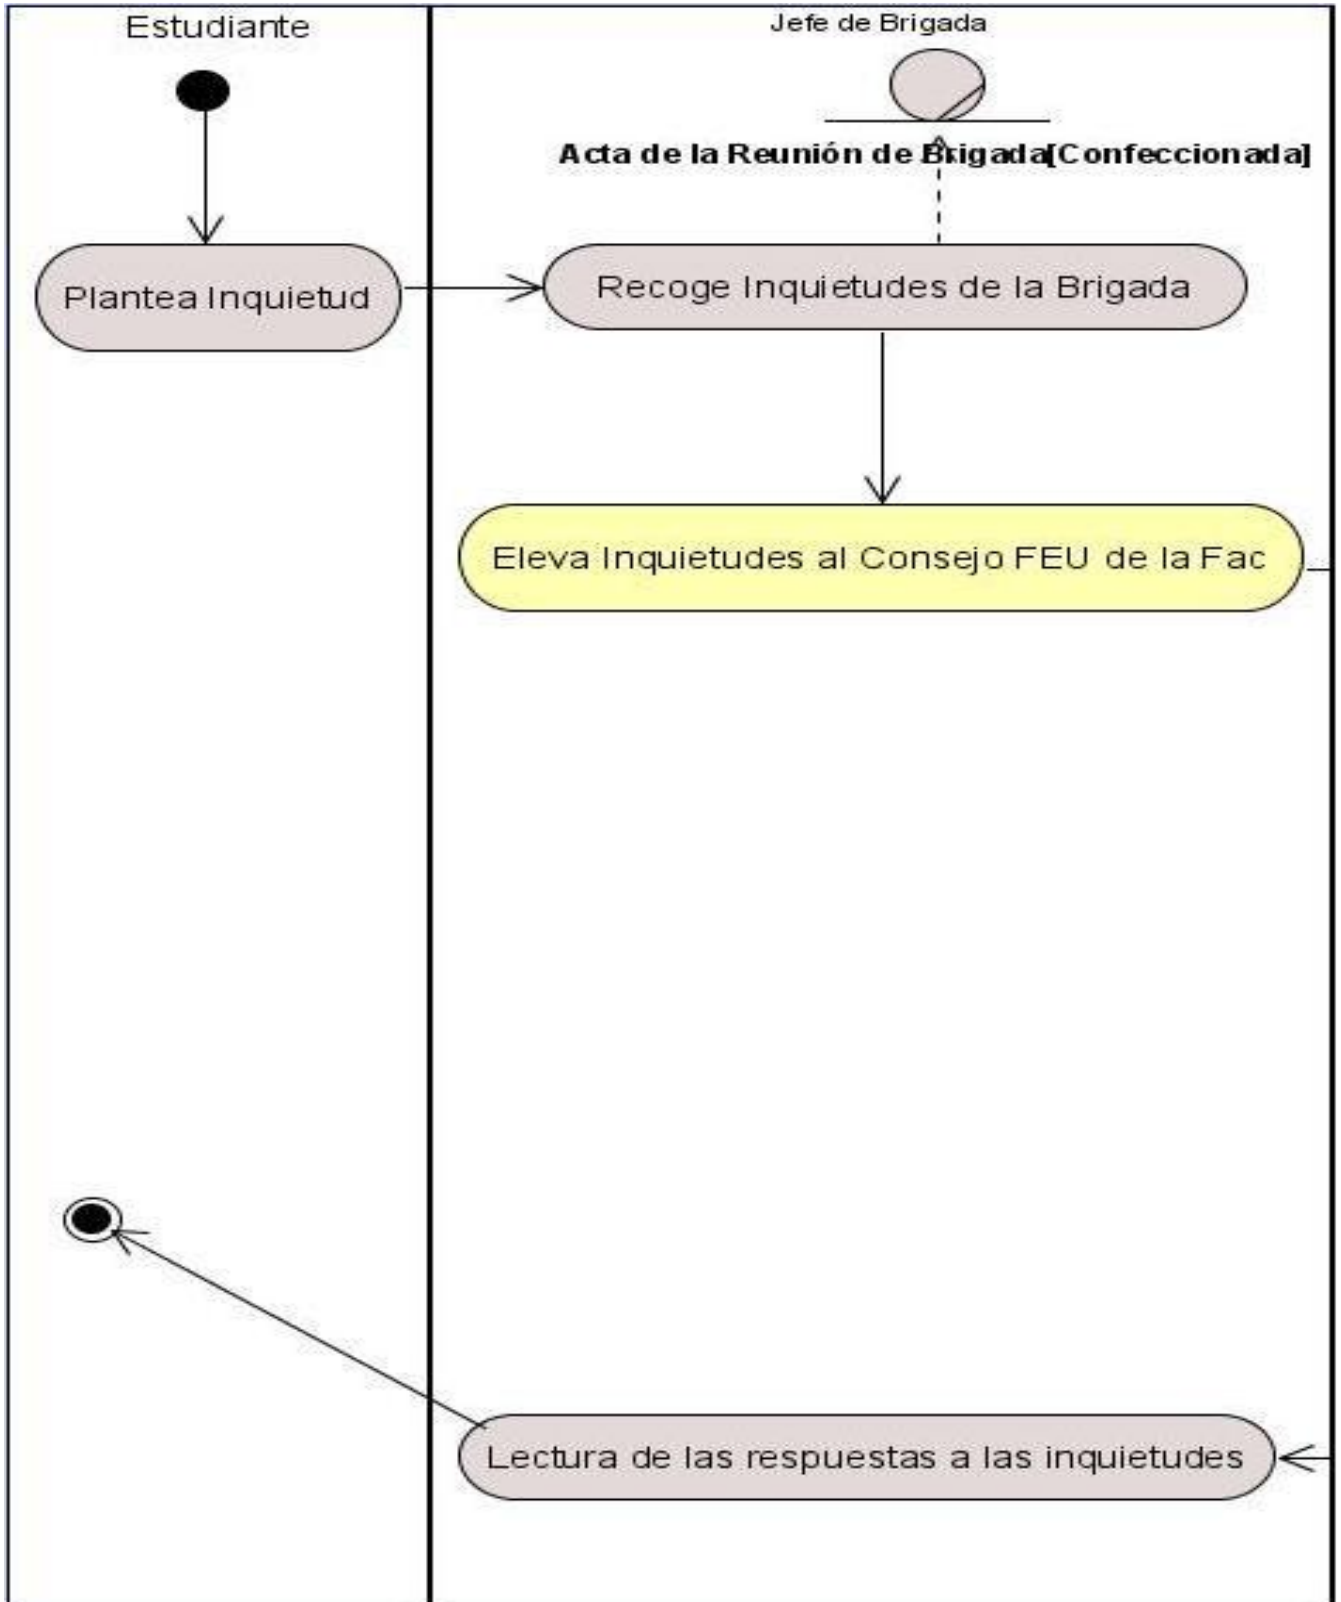 Estudiante
Jefe de Brigada
Acta de la Reunión de Brigada[Confeccionada]
Plantea Inquietud
Recoge Inquietudes de la Brigada
Eleva Inquietudes al Consejo FEU de la Fac
Lectura de las respuestas a las inquietudes